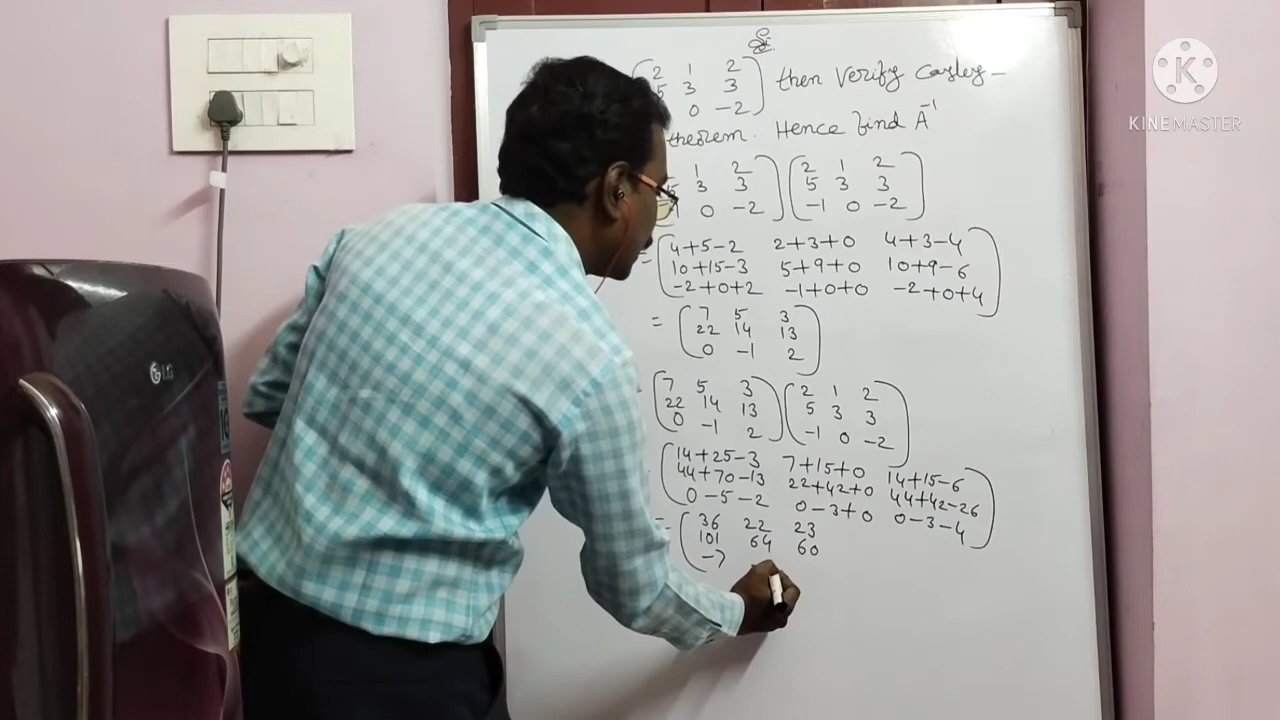 2 1 2 then Verify Cayley-
5 3 3
0 -2
theorem. Hence find A^-1
1 2 2 1 2
5 3 3 5 3 3
-1 0 -2 -1 0 -2
= 4+5-2 2+3+0 4+3-4
10+15-3 5+9+0 10+9-6
-2+0+2 -1+0+0 -2+0+4
= 7 5 3
22 14 13
0 -1 2
= 7 5 3 2 1 2
22 14 13 5 3 3
0 -1 2 -1 0 -2
= 14+25-3 7+15+0 14+15-6
44+70-13 22+42+0 44+42-26
0-5-2 0-3+0 0-3-4
= 36 22 23
101 64 60
-7
LG
K
KINEMASTER